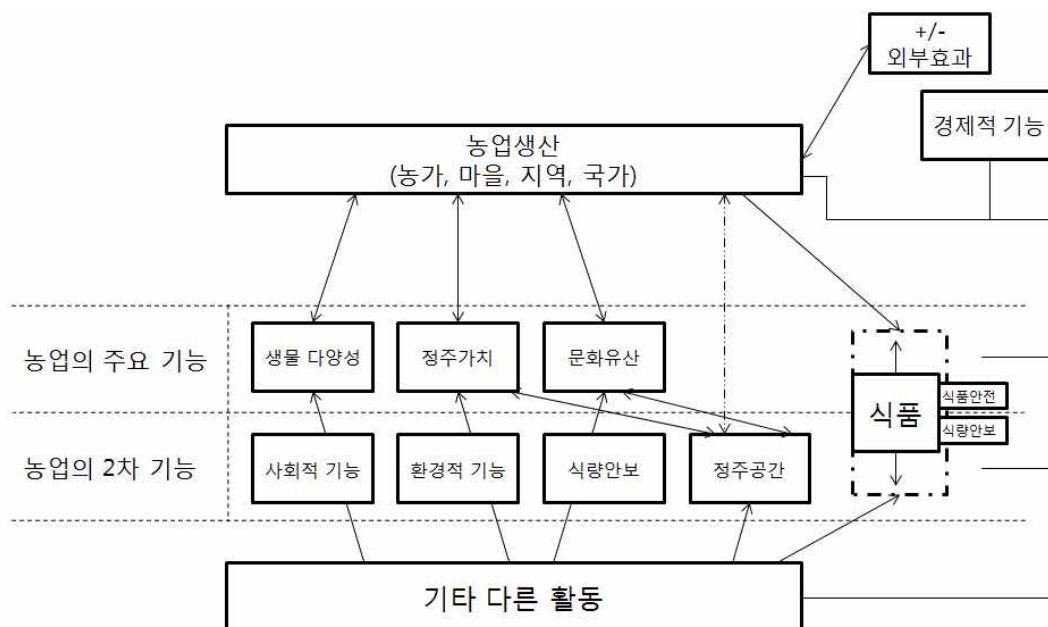 +/-
외부효과
경제적 기능
농업생산
(농가, 마을, 지역, 국가)
농업의 주요 기능
생물 다양성
정주가치
문화유산
식품
식품안전
식량안보
농업의 2차 기능
사회적 기능
환경적 기능
식량안보
정주공간
기타 다른 활동